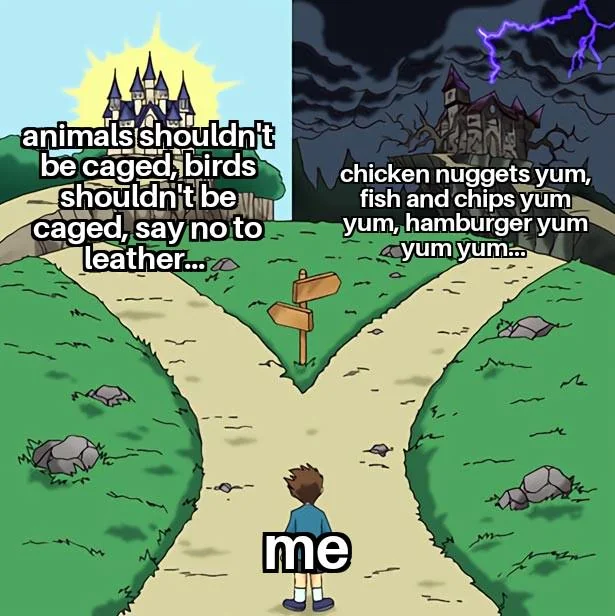 animals shouldn't
be caged, birds
shouldn't be
caged, say no to
leather...
chicken nuggets yum,
fish and chips yum
yum, hamburger yum
yum yum...
me